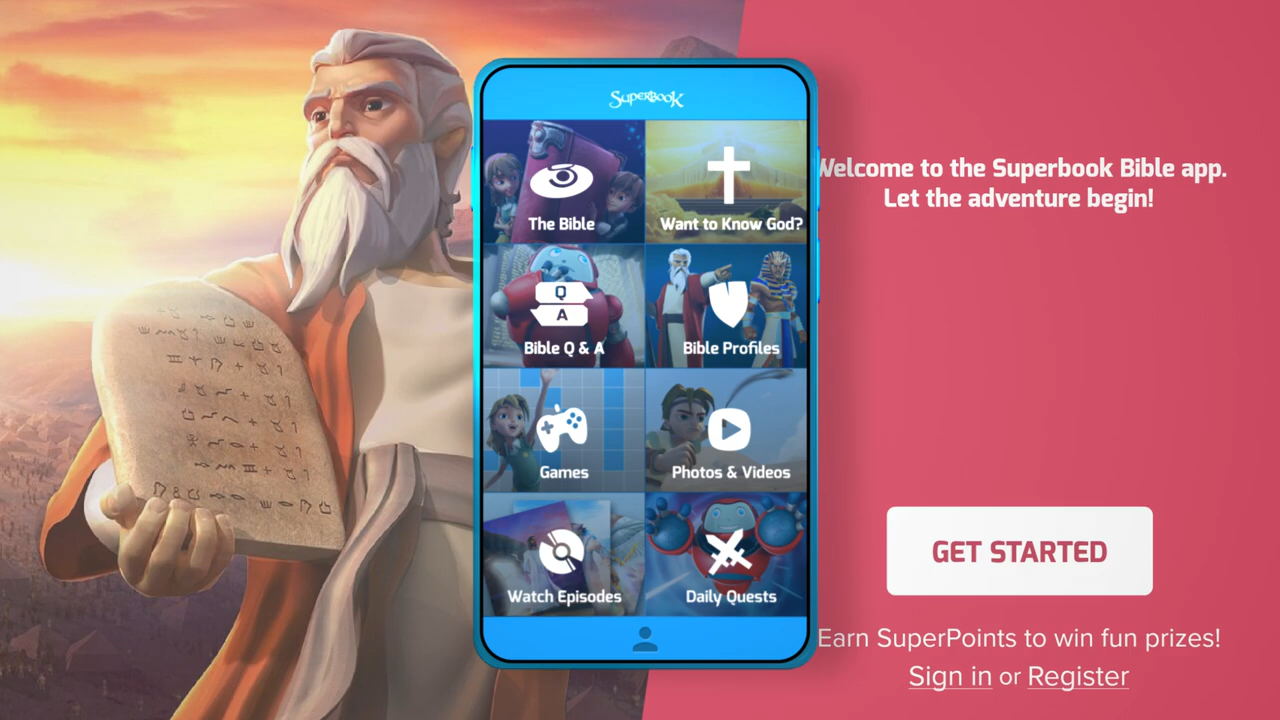 SUPERBOOK
The Bible
Want to Know God?
Q
A
Bible Q & A
Bible Profiles
Games
Photos & Videos
Watch Episodes
Daily Quests
Welcome to the Superbook Bible app.
Let the adventure begin!
GET STARTED
Earn SuperPoints to win fun prizes!
Sign in or Register